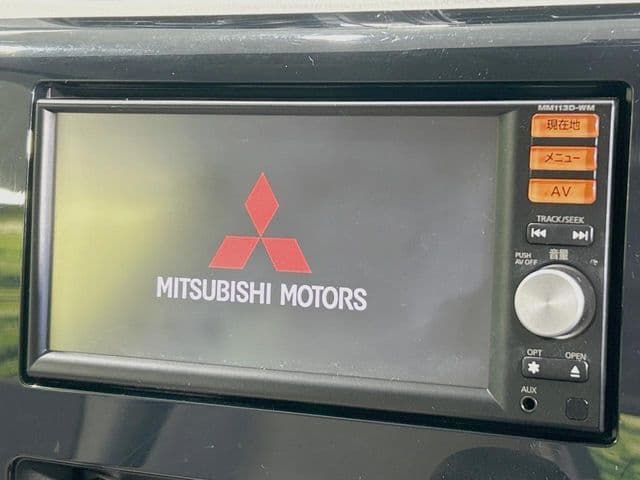 MM113D-WM
現在地
メニュー
AV
TRACK/SEEK
PUSH
AV OFF
音量
MITSUBISHI MOTORS
OPT
OPEN
AUX